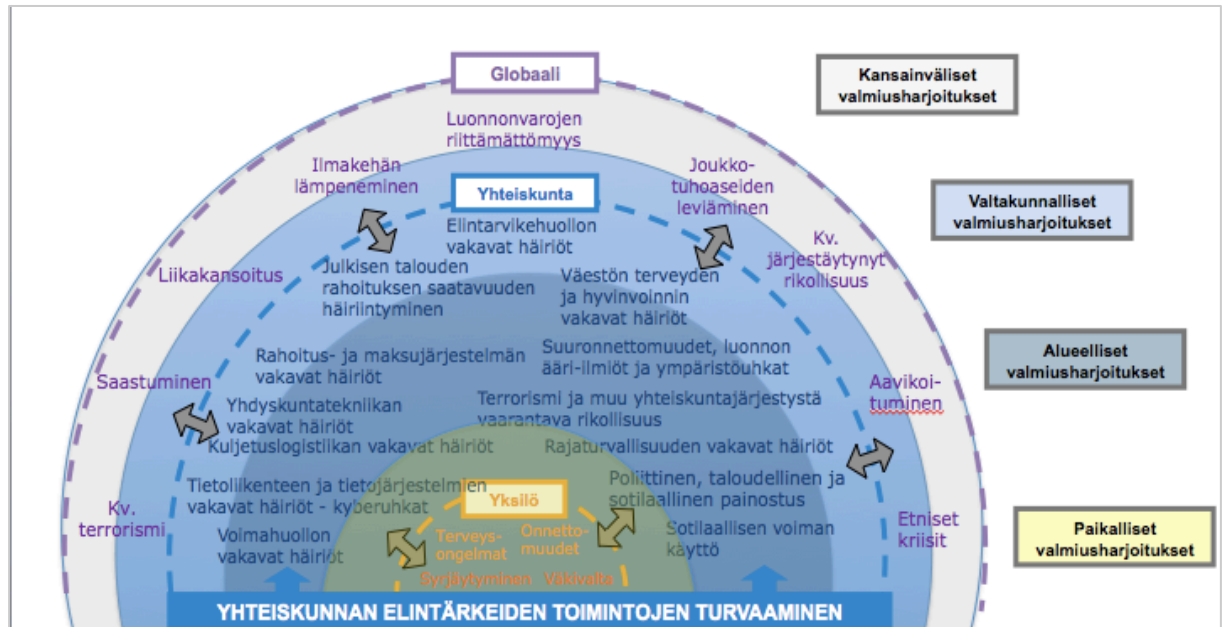 Globaali
Kansainväliset
valmiusharjoitukset
Luonnonvarojen
riittämättömyys
Ilmakehän
lämpeneminen
Joukko-
tuhoaseiden
leviäminen
Yhteiskunta
Valtakunnalliset
valmiusharjoitukset
Elintarvikehuollon
vakavat häiriöt
Kv.
järjestäytynyt
rikollisuus
Liikakansoitus
Julkisen talouden
rahoituksen saatavuuden
häiriintyminen
Väestön terveyden
ja hyvinvoinnin
vakavat häiriöt
Alueelliset
valmiusharjoitukset
Rahoitus- ja maksujärjestelmän
vakavat häiriöt
Suuronnettomuudet, luonnon
ääri-ilmiöt ja ympäristöuhkat
Saastuminen
Aavikoi-
tuminen
Yhdyskuntatekniikan
vakavat häiriöt
Terrorismi ja muu yhteiskuntajärjestystä
vaarantava rikollisuus
Kuljetuslogistiikan vakavat häiriöt
Rajaturvallisuuden vakavat häiriöt
Tietoliikenteen ja tietojärjestelmien
vakavat häiriöt - kyberuhkat
Yksilö
Poliittinen, taloudellinen ja
sotilaallinen painostus
Kv.
terrorismi
Etniset
kriisit
Paikalliset
valmiusharjoitukset
Voimahuollon
vakavat häiriöt
Terveys-
ongelmat
Onnetto-
muudet
Sotilaallisen voiman
käyttö
Syrjäytyminen
Väkivalta
YHTEISKUNNAN ELINTÄRKEIDEN TOIMINTOJEN TURVAAMINEN